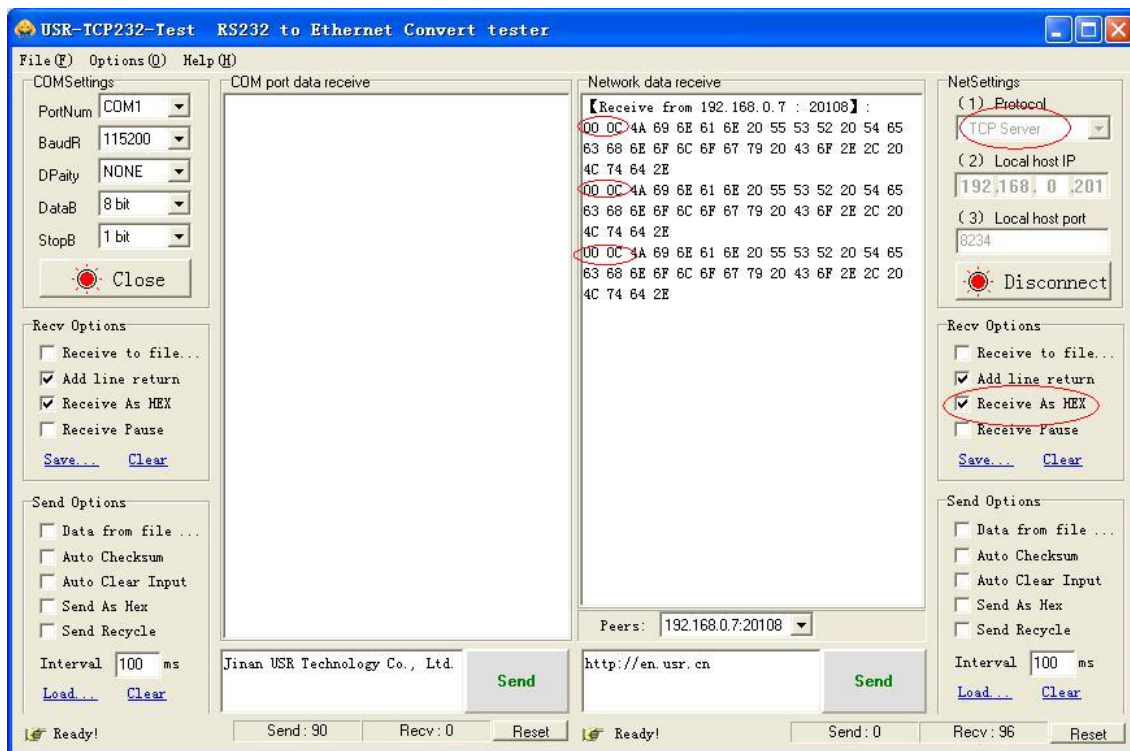 USR-TCP232-Test RS232 to Ethernet Convert tester
File(F) Options(O) Help(H)
COMSettings
PortNum COM1
BaudR 115200
DPaity NONE
DataB 8 bit
StopB 1 bit
Close
Recv Options
Receive to file...
Add line return
Receive As HEX
Receive Pause
Save... Clear
Send Options
Data from file ...
Auto Checksum
Auto Clear Input
Send As Hex
Send Recycle
Interval 100 ms
Load... Clear
COM port data receive
Jinan USR Technology Co., Ltd.
Send
Network data receive
【Receive from 192.168.0.7 : 20108】:
00 0C 4A 69 6E 61 6E 20 55 53 52 20 54 65
63 68 6E 6F 6C 6F 67 79 20 43 6F 2E 2C 20
4C 74 64 2E
00 0C 4A 69 6E 61 6E 20 55 53 52 20 54 65
63 68 6E 6F 6C 6F 67 79 20 43 6F 2E 2C 20
4C 74 64 2E
00 0C 4A 69 6E 61 6E 20 55 53 52 20 54 65
63 68 6E 6F 6C 6F 67 79 20 43 6F 2E 2C 20
4C 74 64 2E
Peers: 192.168.0.7:20108
http://en.usr.cn
Send
NetSettings
(1) Protocol
TCP Server
(2) Local host IP
192.168. 0 .201
(3) Local host port
8234
Disconnect
Recv Options
Receive to file...
Add line return
Receive As HEX
Receive Pause
Save... Clear
Send Options
Data from file ...
Auto Checksum
Auto Clear Input
Send As Hex
Send Recycle
Interval 100 ms
Load... Clear
Ready! Send : 90 Recv : 0 Reset
Ready! Send : 0 Recv : 96 Reset